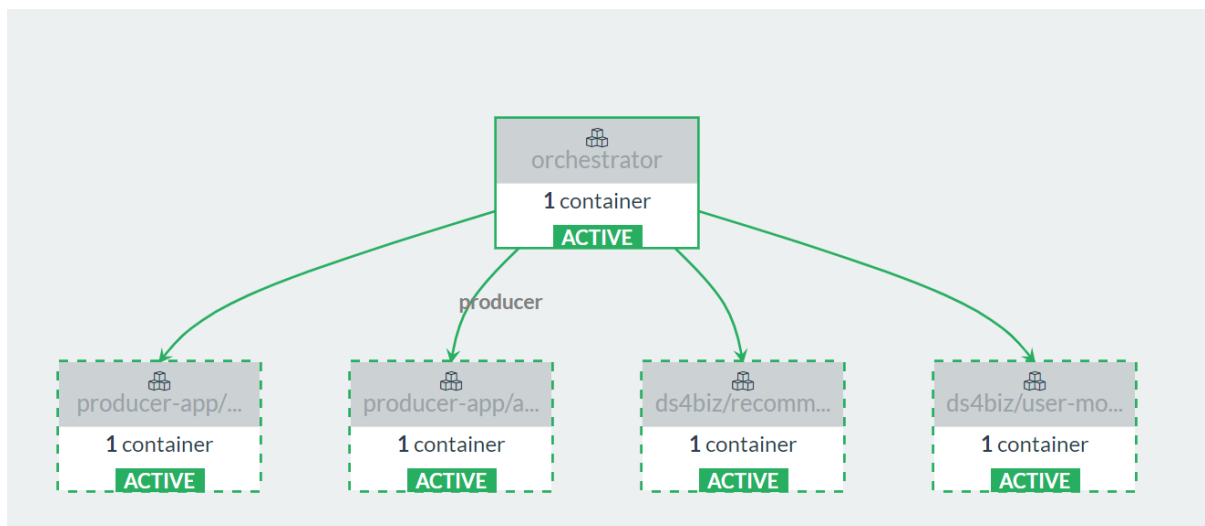 orchestrator
1 container
ACTIVE
producer
producer-app/...
1 container
ACTIVE
producer-app/a...
1 container
ACTIVE
ds4biz/recomm...
1 container
ACTIVE
ds4biz/user-mo...
1 container
ACTIVE